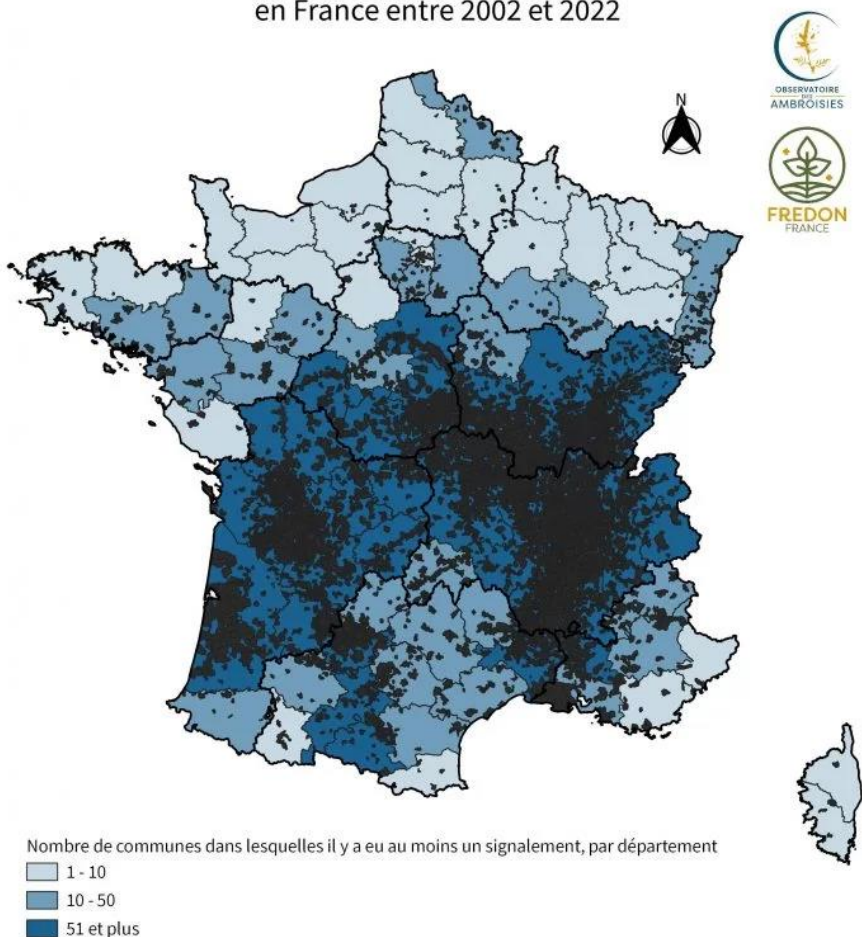 en France entre 2002 et 2022
OBSERVATOIRE
DES
AMBROISIES
N
FREDON
FRANCE
Nombre de communes dans lesquelles il y a eu au moins un signalement, par département
1 - 10
10 - 50
51 et plus